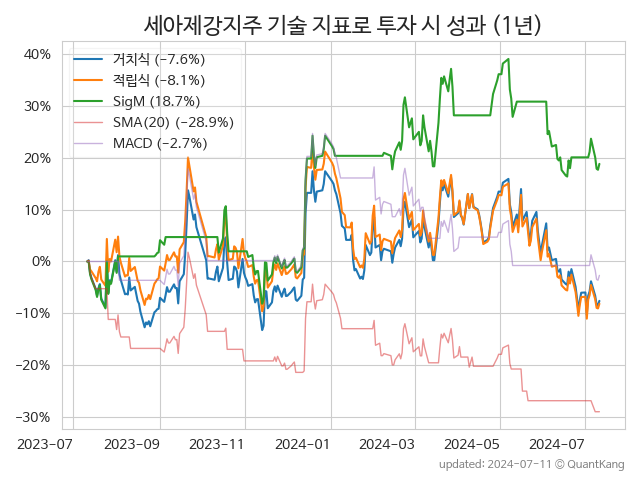 세아제강지주 기술 지표로 투자 시 성과 (1년)
40%
30%
20%
10%
0%
−10%
−20%
−30%
거치식 (−7.6%)
적립식 (−8.1%)
SigM (18.7%)
SMA(20) (−28.9%)
MACD (−2.7%)
2023-07
2023-09
2023-11
2024-01
2024-03
2024-05
2024-07
updated: 2024-07-11 © QuantKang